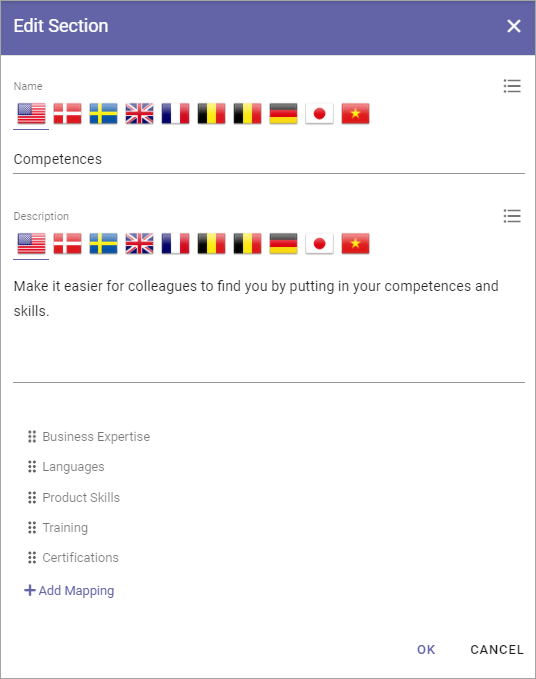 Edit Section
Name
Competences
Description
Make it easier for colleagues to find you by putting in your competences and
skills.
Business Expertise
Languages
Product Skills
Training
Certifications
Add Mapping
OK CANCEL